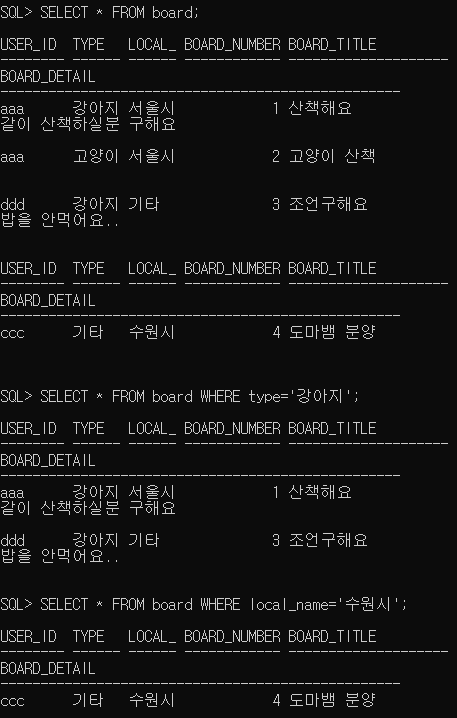 SQL> SELECT * FROM board;
USER_ID TYPE LOCAL_ BOARD_NUMBER BOARD_TITLE
-------- ------ ------ ------------ --------------------
BOARD_DETAIL
--------------------------------------------------
aaa 강아지 서울시 1 산책해요
같이 산책하실분 구해요
aaa 고양이 서울시 2 고양이 산책
ddd 강아지 기타 3 조언구해요
밥을 안먹어요..
USER_ID TYPE LOCAL_ BOARD_NUMBER BOARD_TITLE
-------- ------ ------ ------------ --------------------
BOARD_DETAIL
--------------------------------------------------
ccc 기타 수원시 4 도마뱀 분양
SQL> SELECT * FROM board WHERE type='강아지';
USER_ID TYPE LOCAL_ BOARD_NUMBER BOARD_TITLE
-------- ------ ------ ------------ --------------------
BOARD_DETAIL
--------------------------------------------------
aaa 강아지 서울시 1 산책해요
같이 산책하실분 구해요
ddd 강아지 기타 3 조언구해요
밥을 안먹어요..
SQL> SELECT * FROM board WHERE local_name='수원시';
USER_ID TYPE LOCAL_ BOARD_NUMBER BOARD_TITLE
-------- ------ ------ ------------ --------------------
BOARD_DETAIL
--------------------------------------------------
ccc 기타 수원시 4 도마뱀 분양